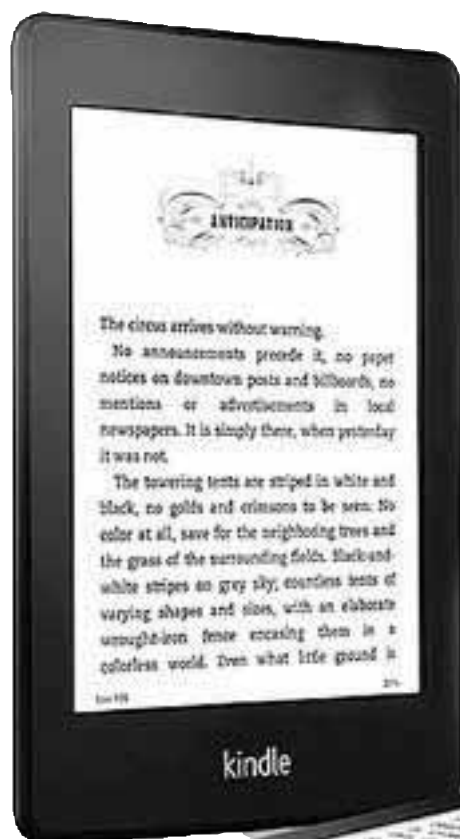 ANTICIPATION
The circus arrives without warning.
No announcements precede it, no paper
notices on downtown posts and billboards, no
mentions or advertisements in local
newspapers. It is simply there, when yesterday
it was not.
The towering tents are striped in white and
black, no golds and crimsons to be seen. No
color at all, save for the neighboring trees and
the grass of the surrounding fields. Black-and-
white stripes on grey sky; countless tents of
varying shapes and sizes, with an elaborate
wrought-iron fence encasing them in a
colorless world. Even what little ground is
kindle